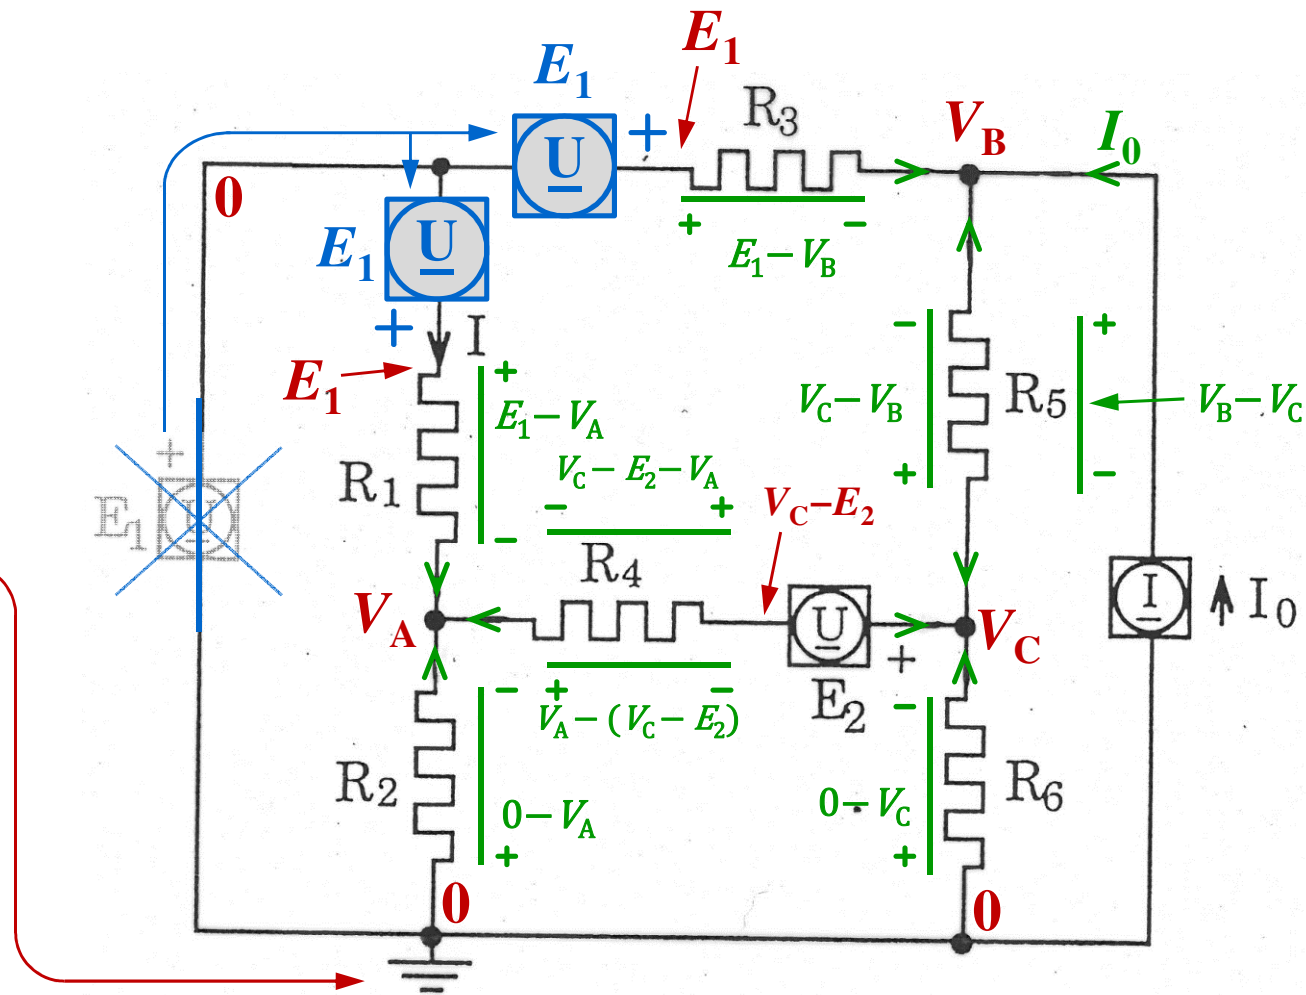 E1
E1
R3
VB
I0
0
U
+
+ −
E1 − VB
E1
U
+
I
E1
+
E1 − VA
−
R1
VC − E2 − VA
− +
VC−E2
−
VC − VB
+
R5
+
VB − VC
−
+
E1
U
R4
VA
U
+
E2
VC
I
I0
+ −
VA − (VC − E2)
−
R2
0 − VA
+
−
0 − VC
+
R6
0
0